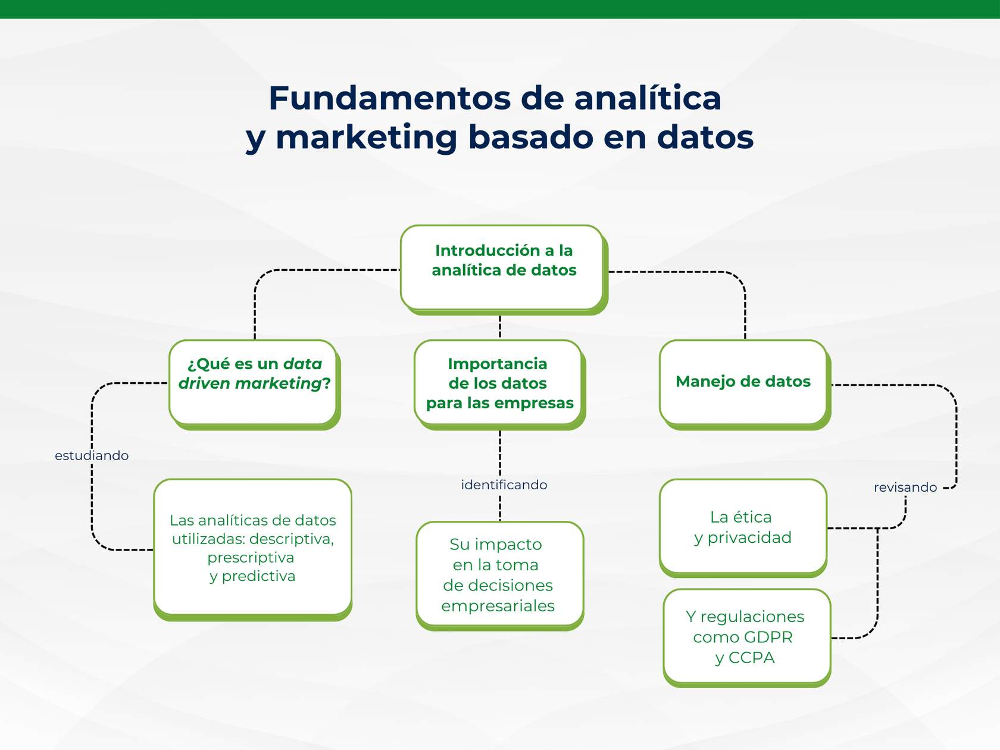 Fundamentos de analítica
y marketing basado en datos
Introducción a la
analítica de datos
¿Qué es un data
driven marketing?
Importancia
de los datos
para las empresas
Manejo de datos
estudiando
identificando
revisando
Las analíticas de datos
utilizadas: descriptiva,
prescriptiva
y predictiva
Su impacto
en la toma
de decisiones
empresariales
La ética
y privacidad
Y regulaciones
como GDPR
y CCPA